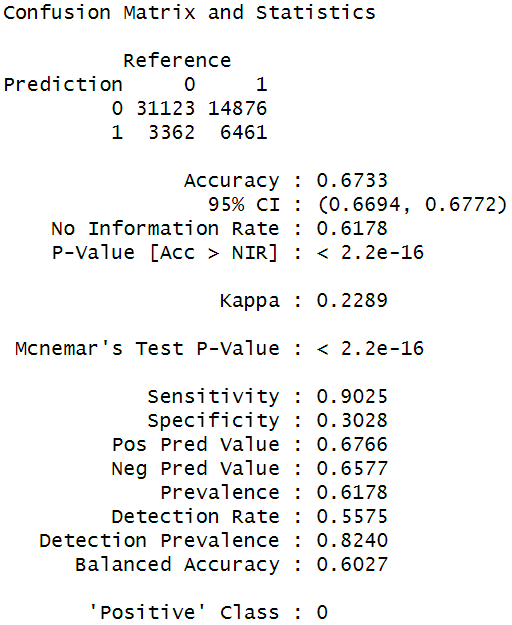 Confusion Matrix and Statistics
Reference
Prediction 0 1
0 31123 14876
1 3362 6461
Accuracy : 0.6733
95% CI : (0.6694, 0.6772)
No Information Rate : 0.6178
P-Value [Acc > NIR] : < 2.2e-16
Kappa : 0.2289
Mcnemar's Test P-Value : < 2.2e-16
Sensitivity : 0.9025
Specificity : 0.3028
Pos Pred Value : 0.6766
Neg Pred Value : 0.6577
Prevalence : 0.6178
Detection Rate : 0.5575
Detection Prevalence : 0.8240
Balanced Accuracy : 0.6027
'Positive' Class : 0